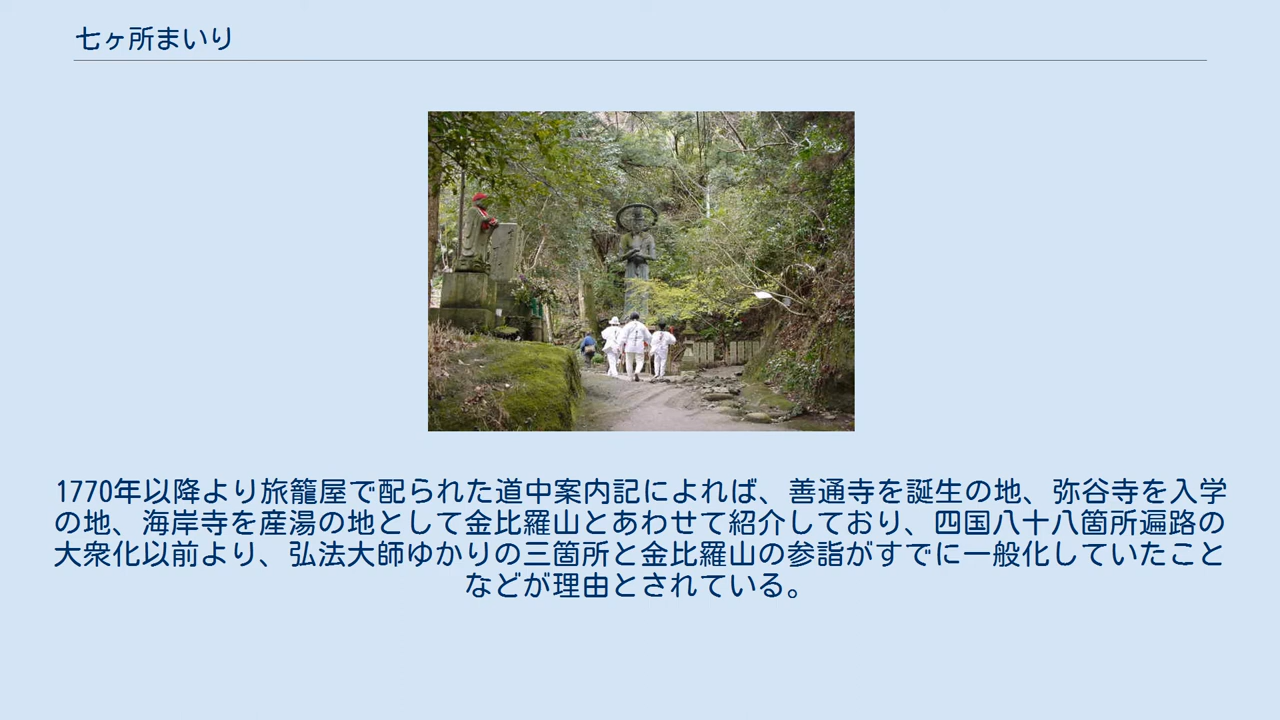 七ヶ所まいり
1770年以降より旅籠屋で配られた道中案内記によれば、善通寺を誕生の地、弥谷寺を入学
の地、海岸寺を産湯の地として金比羅山とあわせて紹介しており、四国八十八箇所遍路の
大衆化以前より、弘法大師ゆかりの三箇所と金比羅山の参詣がすでに一般化していたこと
などが理由とされている。